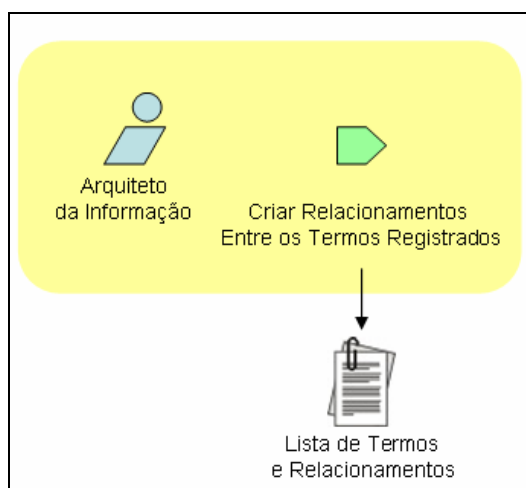 Arquiteto
da Informação
Criar Relacionamentos
Entre os Termos Registrados
Lista de Termos
e Relacionamentos